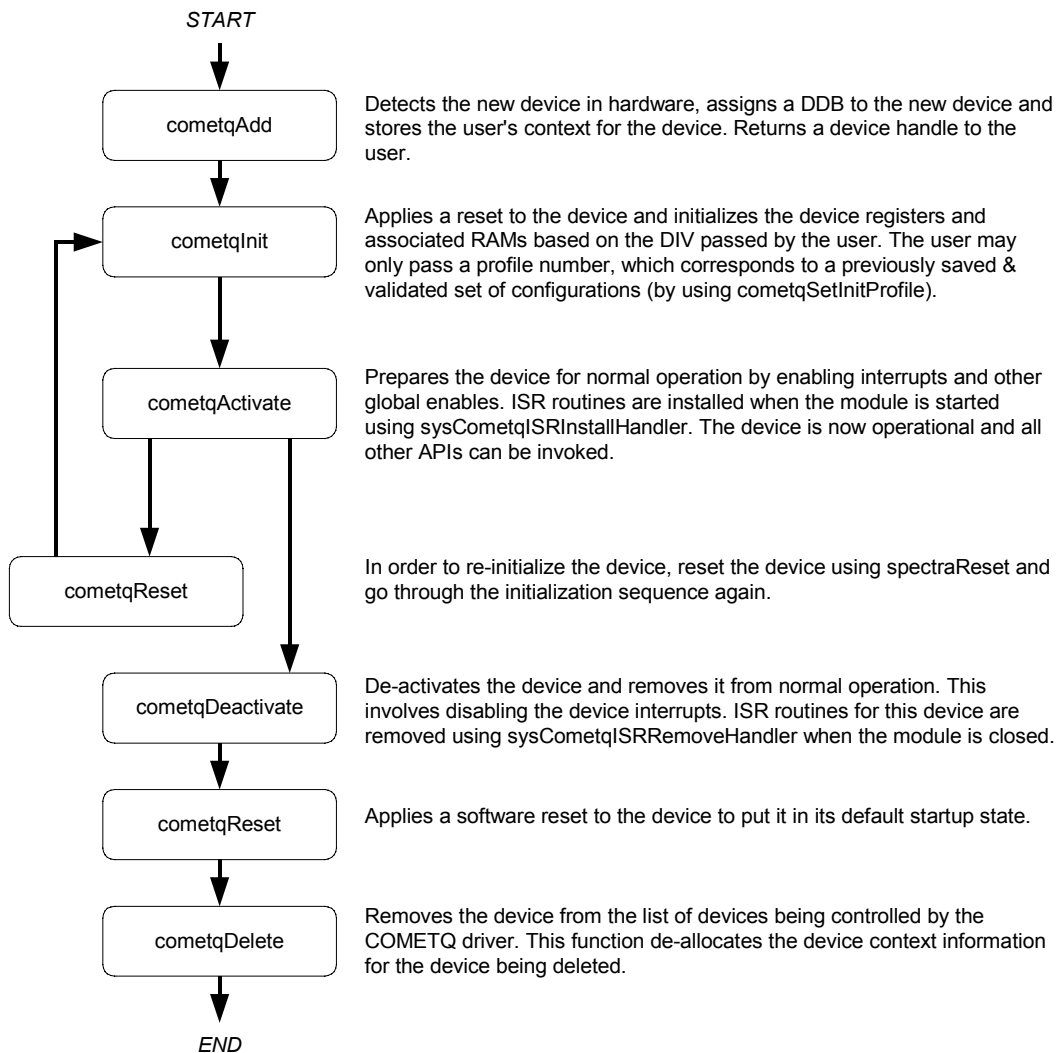 START
cometqAdd
Detects the new device in hardware, assigns a DDB to the new device and
stores the user's context for the device. Returns a device handle to the
user.
cometqInit
Applies a reset to the device and initializes the device registers and
associated RAMs based on the DIV passed by the user. The user may
only pass a profile number, which corresponds to a previously saved &
validated set of configurations (by using cometqSetInitProfile).
cometqActivate
Prepares the device for normal operation by enabling interrupts and other
global enables. ISR routines are installed when the module is started
using sysCometqISRInstallHandler. The device is now operational and all
other APIs can be invoked.
cometqReset
In order to re-initialize the device, reset the device using spectraReset and
go through the initialization sequence again.
cometqDeactivate
De-activates the device and removes it from normal operation. This
involves disabling the device interrupts. ISR routines for this device are
removed using sysCometqISRRemoveHandler when the module is closed.
cometqReset
Applies a software reset to the device to put it in its default startup state.
cometqDelete
Removes the device from the list of devices being controlled by the
COMETQ driver. This function de-allocates the device context information
for the device being deleted.
END